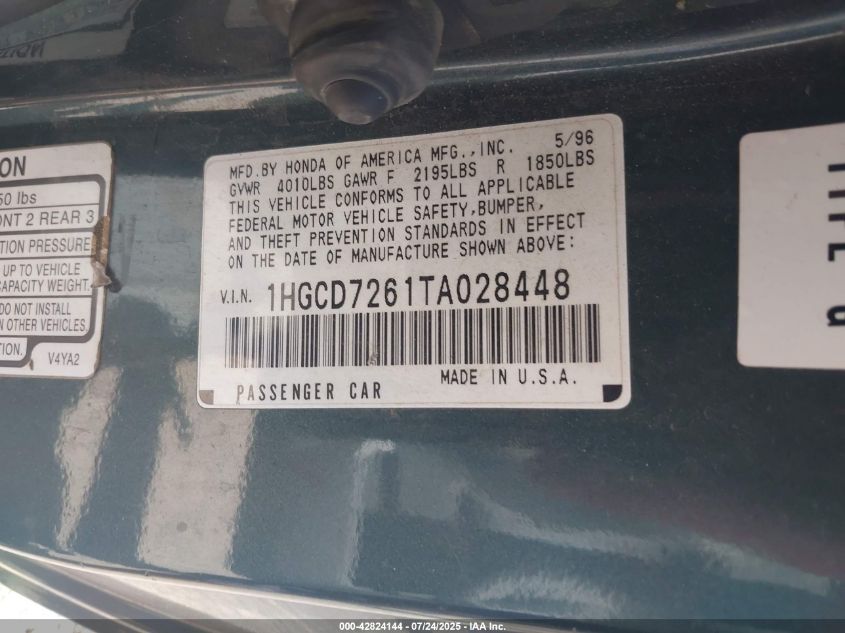 ON
50 lbs
ONT 2 REAR 3
TION PRESSURE
UP TO VEHICLE
CAPACITY WEIGHT.
DO NOT INSTALL
N OTHER VEHICLES.
TION.
V4YA2
MFD.BY HONDA OF AMERICA MFG.,INC. 5/96
GVWR 4010LBS GAWR F 2195LBS R 1850LBS
THIS VEHICLE CONFORMS TO ALL APPLICABLE
FEDERAL MOTOR VEHICLE SAFETY,BUMPER,
AND THEFT PREVENTION STANDARDS IN EFFECT
ON THE DATE OF MANUFACTURE SHOWN ABOVE:
V.I.N. 1HGCD7261TA028448
PASSENGER CAR MADE IN U.S.A.
000-42824144 | 07/24/2025 | IAA Inc.